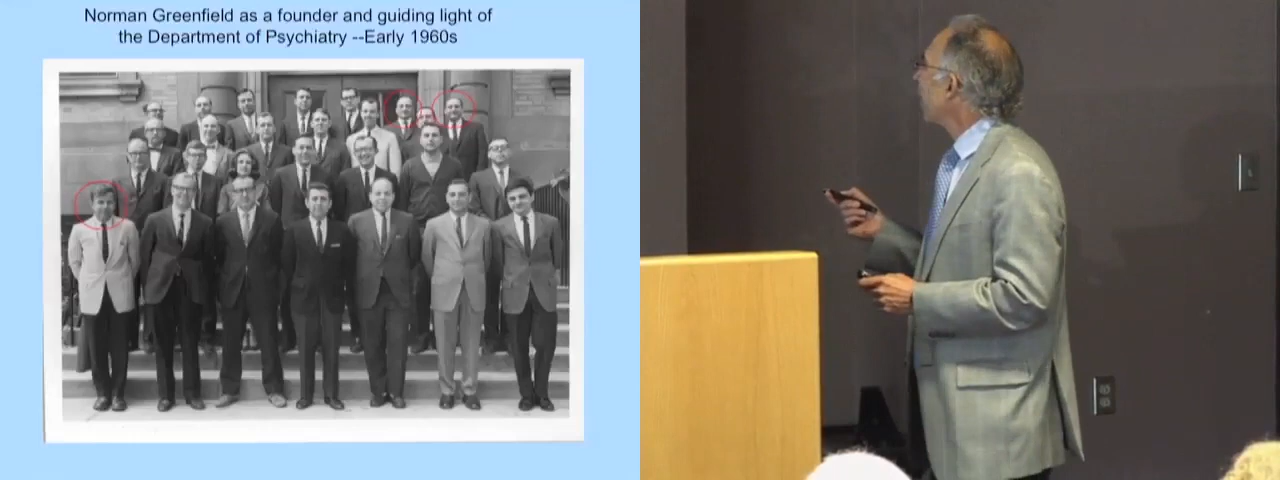 Norman Greenfield as a founder and guiding light of
the Department of Psychiatry --Early 1960s